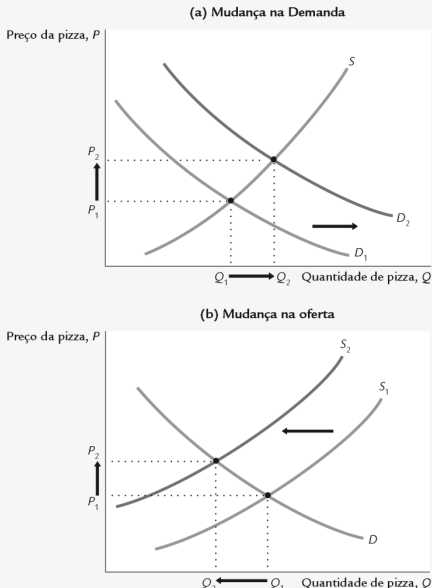 (a) Mudança na Demanda
Preço da pizza, P
S
P₂
P₁
D₂
D₁
Q₁ Q₂ Quantidade de pizza, Q
(b) Mudança na oferta
Preço da pizza, P
S₂
S₁
P₂
P₁
D
Q₂ Q₁ Quantidade de pizza, Q